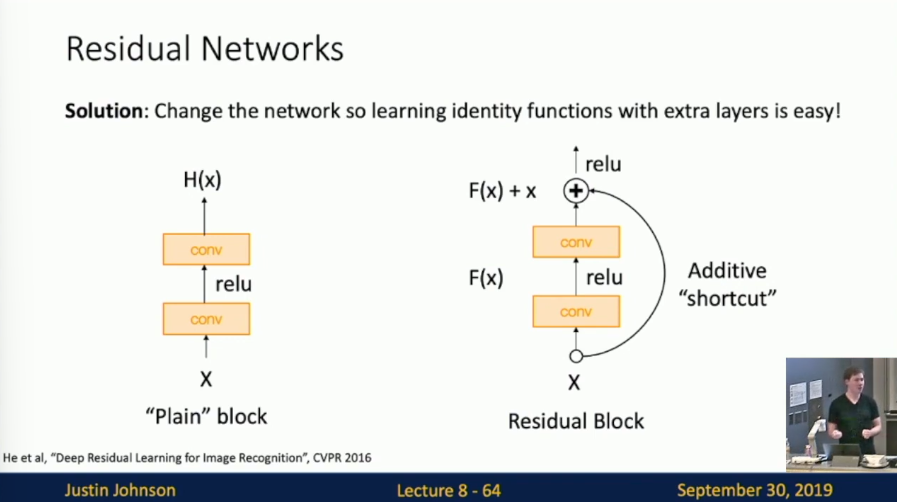 Residual Networks
Solution: Change the network so learning identity functions with extra layers is easy!
H(x)
conv
relu
conv
X
"Plain" block
relu
F(x) + x
+
conv
F(x)
relu
conv
X
Residual Block
Additive
"shortcut"
He et al, "Deep Residual Learning for Image Recognition", CVPR 2016
Justin Johnson
Lecture 8 - 64
September 30, 2019